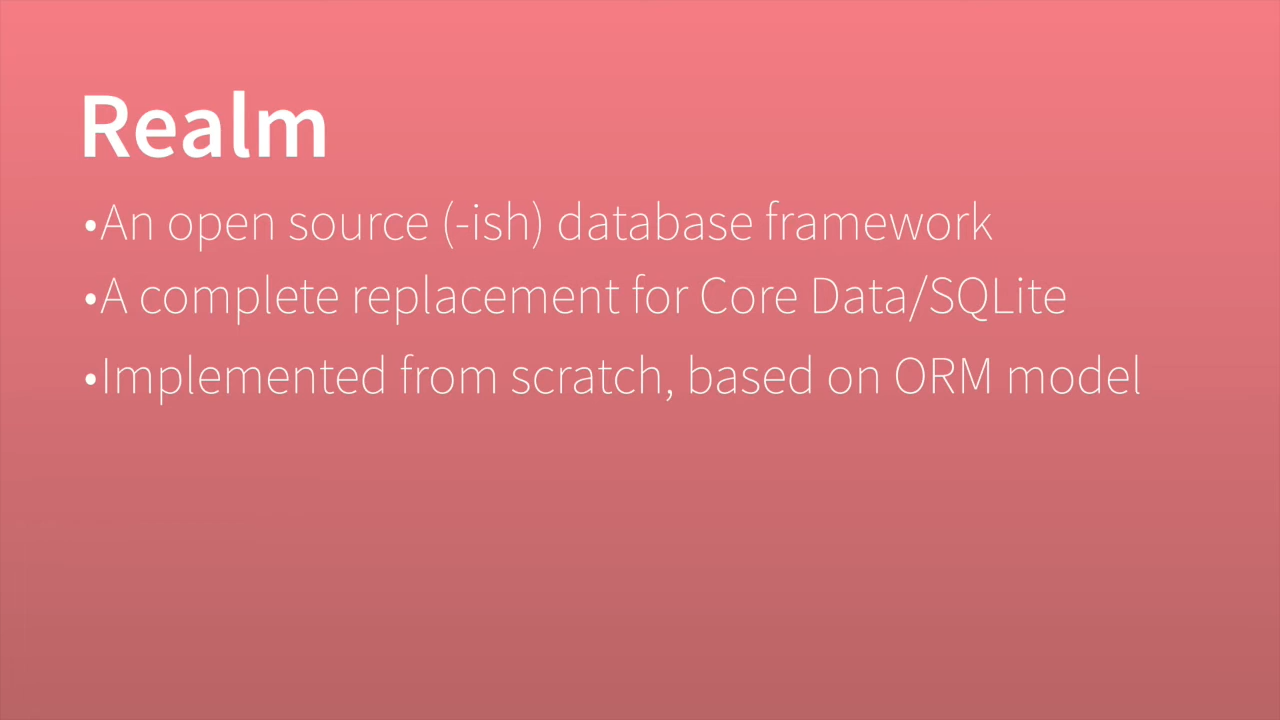 Realm
•An open source (-ish) database framework
•A complete replacement for Core Data/SQLite
•Implemented from scratch, based on ORM model